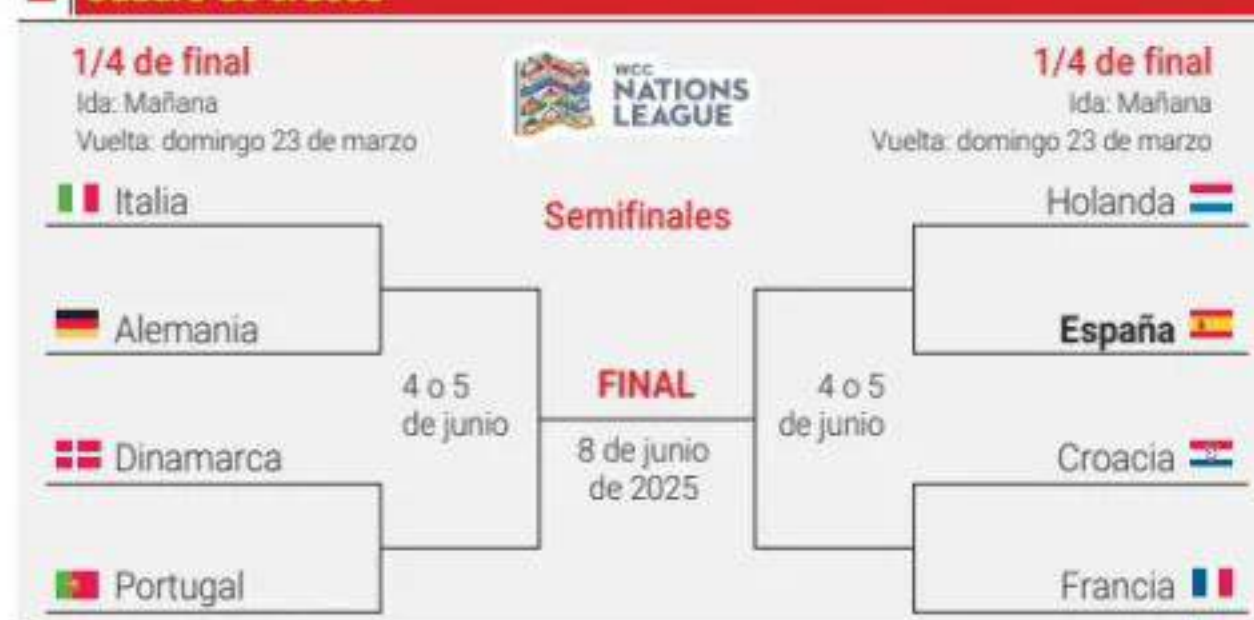 1/4 de final
Ida: Mañana
Vuelta: domingo 23 de marzo
WCC
NATIONS
LEAGUE
1/4 de final
Ida: Mañana
Vuelta: domingo 23 de marzo
Italia
Alemania
Dinamarca
Portugal
4 o 5
de junio
Semifinales
FINAL
8 de junio
de 2025
4 o 5
de junio
Holanda
España
Croacia
Francia